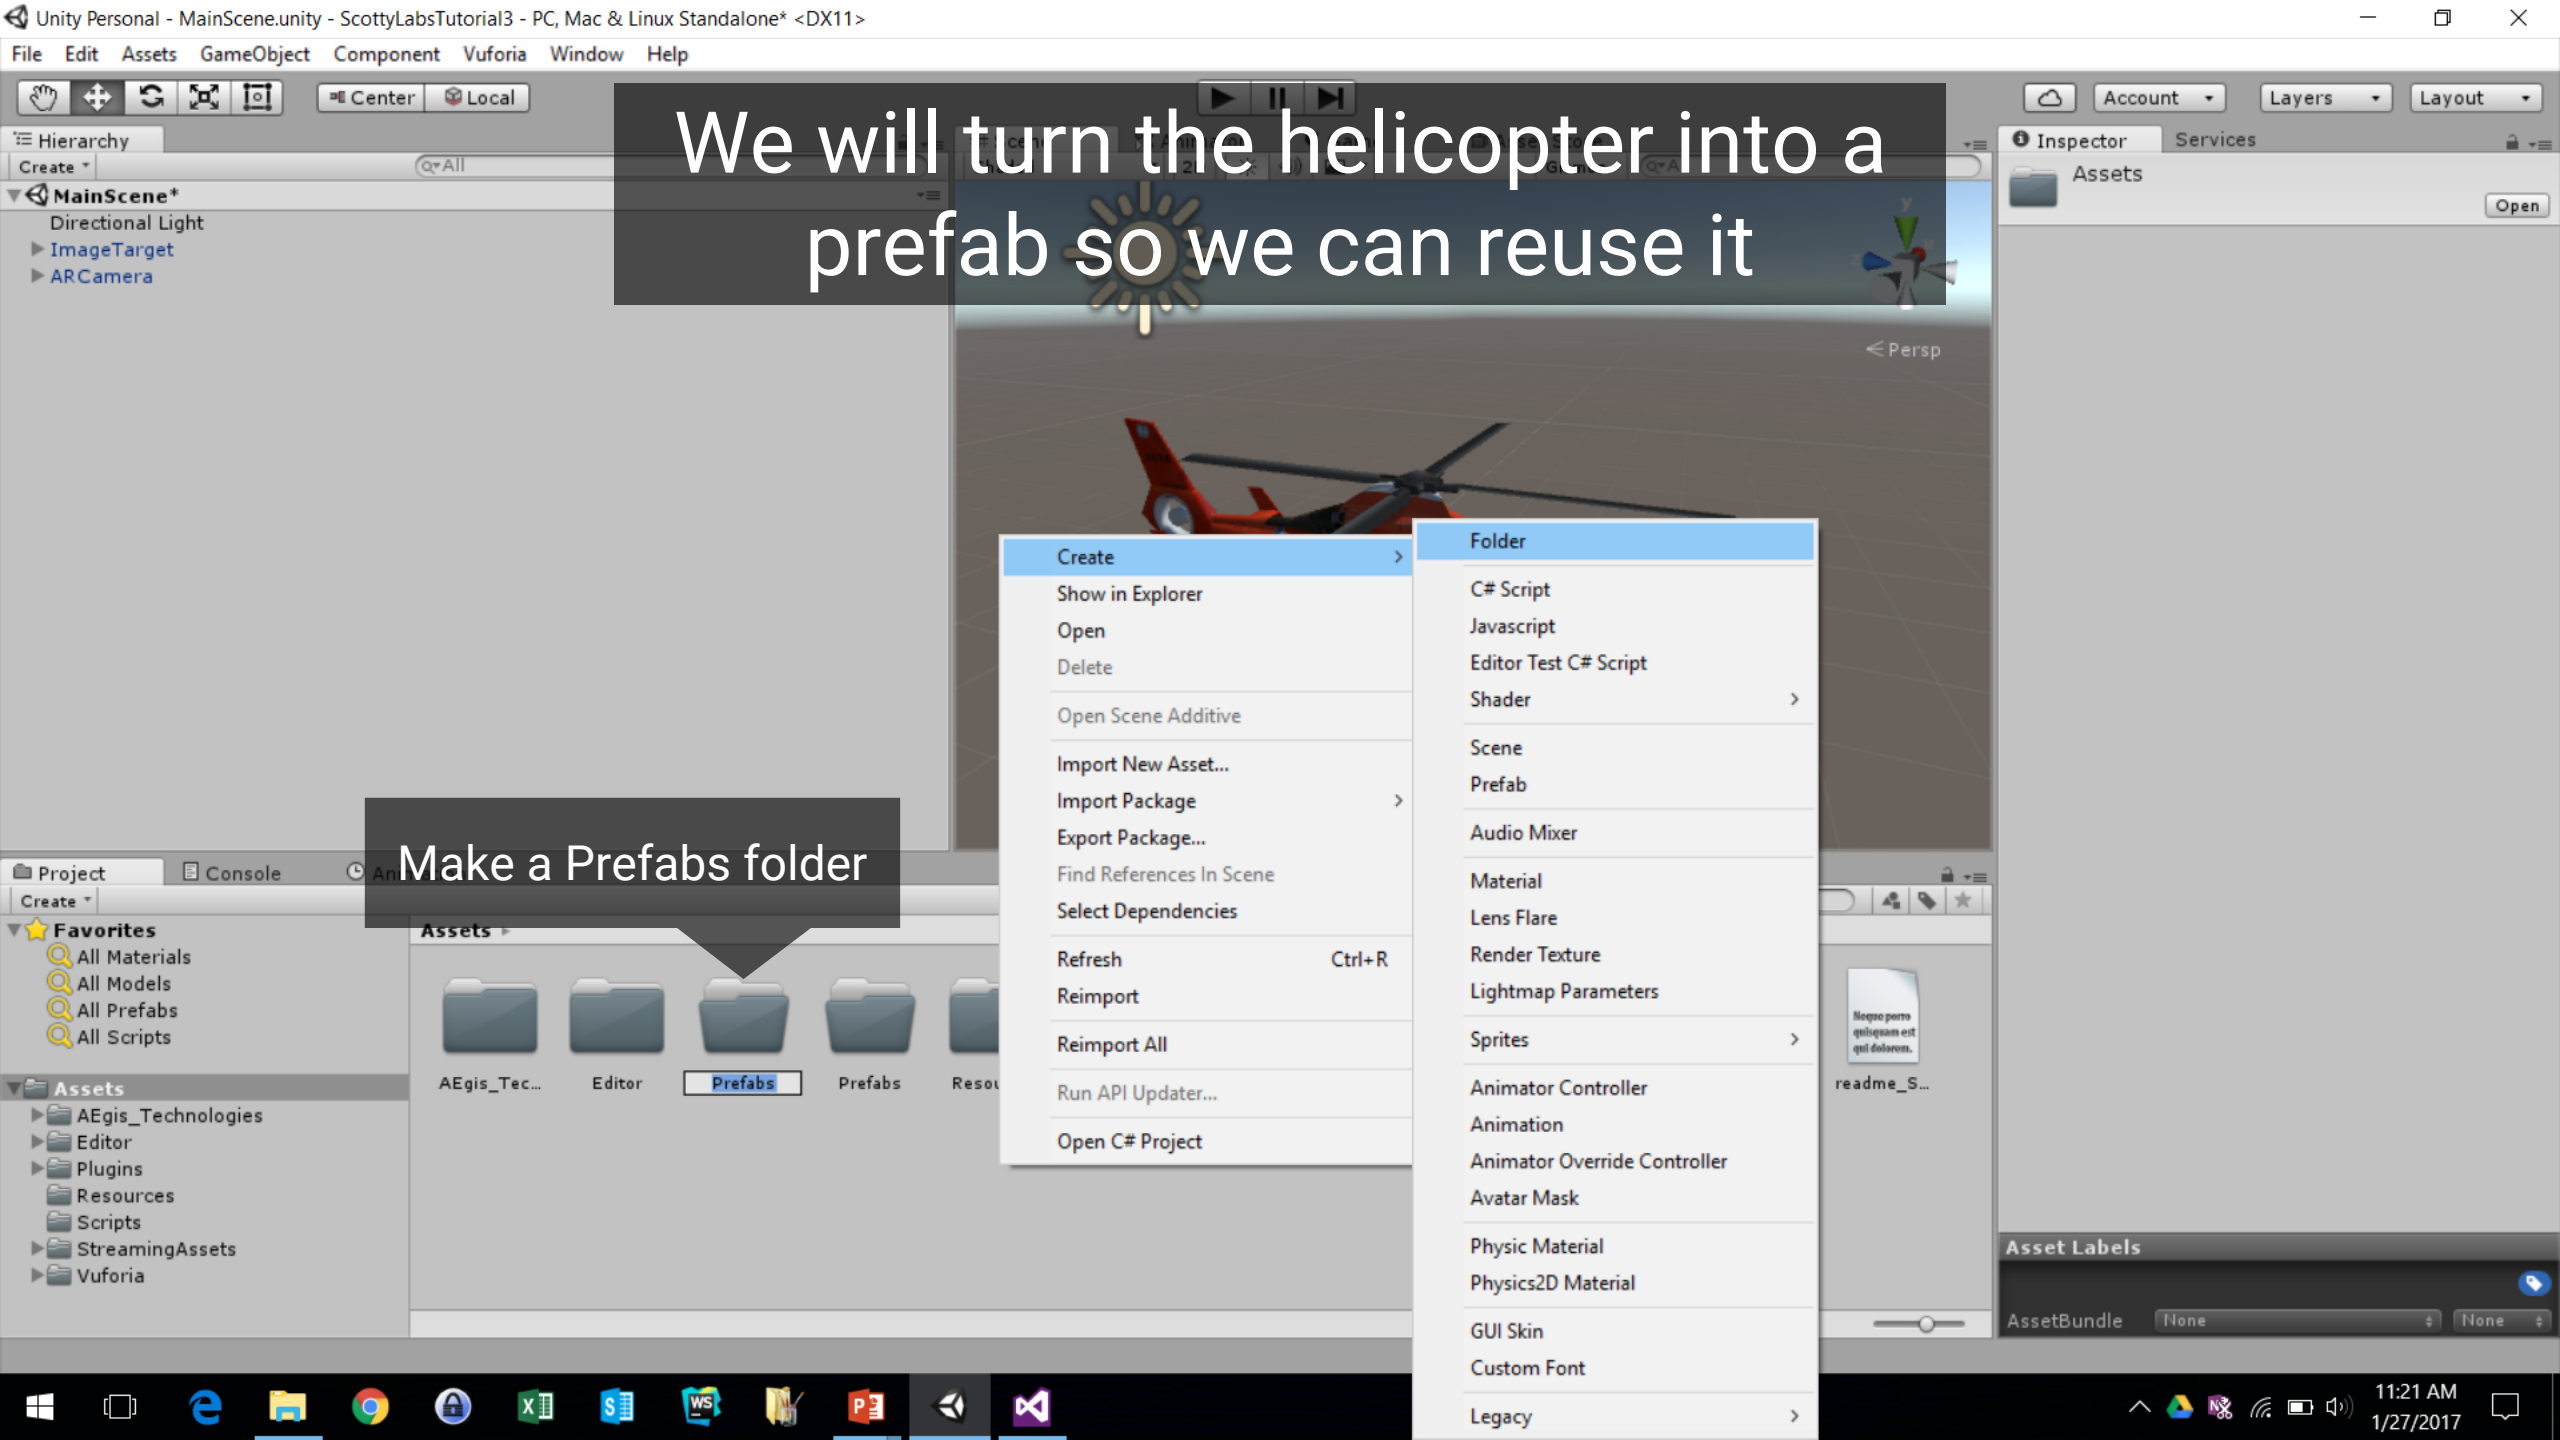 Unity Personal - MainScene.unity - ScottyLabsTutorial3 - PC, Mac & Linux Standalone* <DX11>
File Edit Assets GameObject Component Vuforia Window Help
Center Local
Account Layers Layout
We will turn the helicopter into a
prefab so we can reuse it
Hierarchy
Create
All
MainScene*
Directional Light
ImageTarget
ARCamera
Persp
Inspector Services
Assets
Open
Create
Show in Explorer
Open
Delete
Open Scene Additive
Import New Asset...
Import Package
Export Package...
Find References In Scene
Select Dependencies
Refresh Ctrl+R
Reimport
Reimport All
Run API Updater...
Open C# Project
Folder
C# Script
Javascript
Editor Test C# Script
Shader
Scene
Prefab
Audio Mixer
Material
Lens Flare
Render Texture
Lightmap Parameters
Sprites
Animator Controller
Animation
Animator Override Controller
Avatar Mask
Physic Material
Physics2D Material
GUI Skin
Custom Font
Legacy
Make a Prefabs folder
Project Console
Create
Favorites
All Materials
All Models
All Prefabs
All Scripts
Assets
AEgis_Technologies
Editor
Plugins
Resources
Scripts
StreamingAssets
Vuforia
Assets
AEgis_Tec... Editor Prefabs Prefabs
Neque porro
quisquam est
qui dolorem.
readme_S...
Asset Labels
AssetBundle None None
11:21 AM
1/27/2017